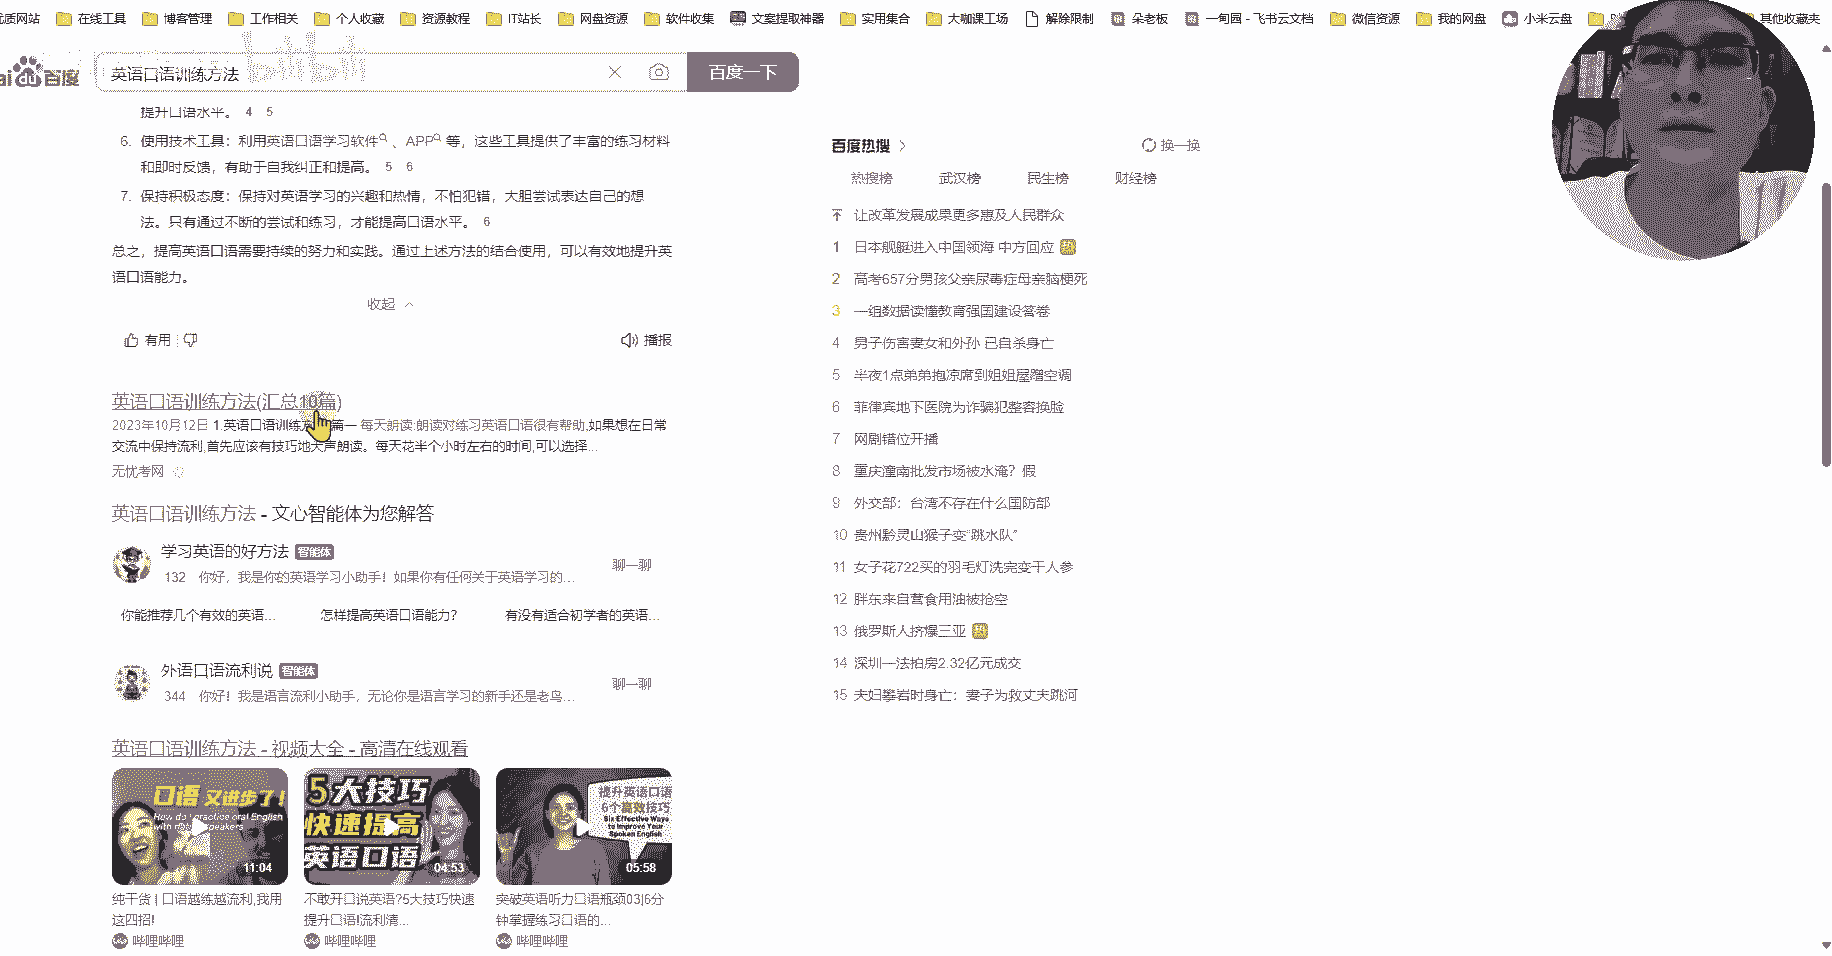 优质网站 在线工具 博客管理 工作相关 个人收藏 资源教程 IT站长 网盘资源 软件收集 文案提取神器 实用集合 大咖课工场 解除限制 朵老板 一甸园 - 飞书云文档 微信资源 我的网盘 小米云盘 其他收藏夹
du百度 英语口语训练方法 百度一下
bilibili
提升口语水平。 4 5
6. 使用技术工具：利用英语口语学习软件、APP等，这些工具提供了丰富的练习材料
和即时反馈，有助于自我纠正和提高。 5 6
7. 保持积极态度：保持对英语学习的兴趣和热情，不怕犯错，大胆尝试表达自己的想
法。只有通过不断的尝试和练习，才能提高口语水平。 6
总之，提高英语口语需要持续的努力和实践。通过上述方法的结合使用，可以有效地提升英
语口语能力。
收起
有用 播报
英语口语训练方法(汇总10篇)
2023年10月12日 1.英语口语训练方 篇一 每天朗读:朗读对练习英语口语很有帮助,如果想在日常
交流中保持流利,首先应该有技巧地大声朗读。每天花半个小时左右的时间,可以选择...
无忧考网
英语口语训练方法 - 文心智能体为您解答
学习英语的好方法 智能体
132 你好，我是你的英语学习小助手！如果你有任何关于英语学习的...
聊一聊
你能推荐几个有效的英语... 怎样提高英语口语能力? 有没有适合初学者的英语...
外语口语流利说 智能体
344 你好！我是语言流利小助手，无论你是语言学习的新手还是老鸟...
聊一聊
英语口语训练方法 - 视频大全 - 高清在线观看
口语又进步了！
How do I practice oral English
with speakers
11:04
5大技巧
快速提高
英语口语
04:53
提升英语口语
6个高效技巧
Six Effective Ways
to Improve Your
Spoken English
05:58
纯干货 | 口语越练越流利,我用
这四招!
哔哩哔哩
不敢开口说英语?5大技巧快速
提升口语!流利清...
哔哩哔哩
突破英语听力口语瓶颈03|6分
钟掌握练习口语的...
哔哩哔哩
百度热搜 换一换
热搜榜 武汉榜 民生榜 财经榜
让改革发展成果更多惠及人民群众
1 日本舰艇进入中国领海 中方回应 热
2 高考657分男孩父亲尿毒症母亲脑梗死
3 一组数据读懂教育强国建设答卷
4 男子伤害妻女和外孙 已自杀身亡
5 半夜1点弟弟抱凉席到姐姐屋蹭空调
6 菲律宾地下医院为诈骗犯整容换脸
7 网剧错位开播
8 重庆潼南批发市场被水淹？假
9 外交部：台湾不存在什么国防部
10 贵州黔灵山猴子变“跳水队”
11 女子花722买的羽毛灯洗完变干人参
12 胖东来自营食用油被抢空
13 俄罗斯人挤爆三亚 热
14 深圳一法拍房2.32亿元成交
15 夫妇攀岩时身亡：妻子为救丈夫跳河